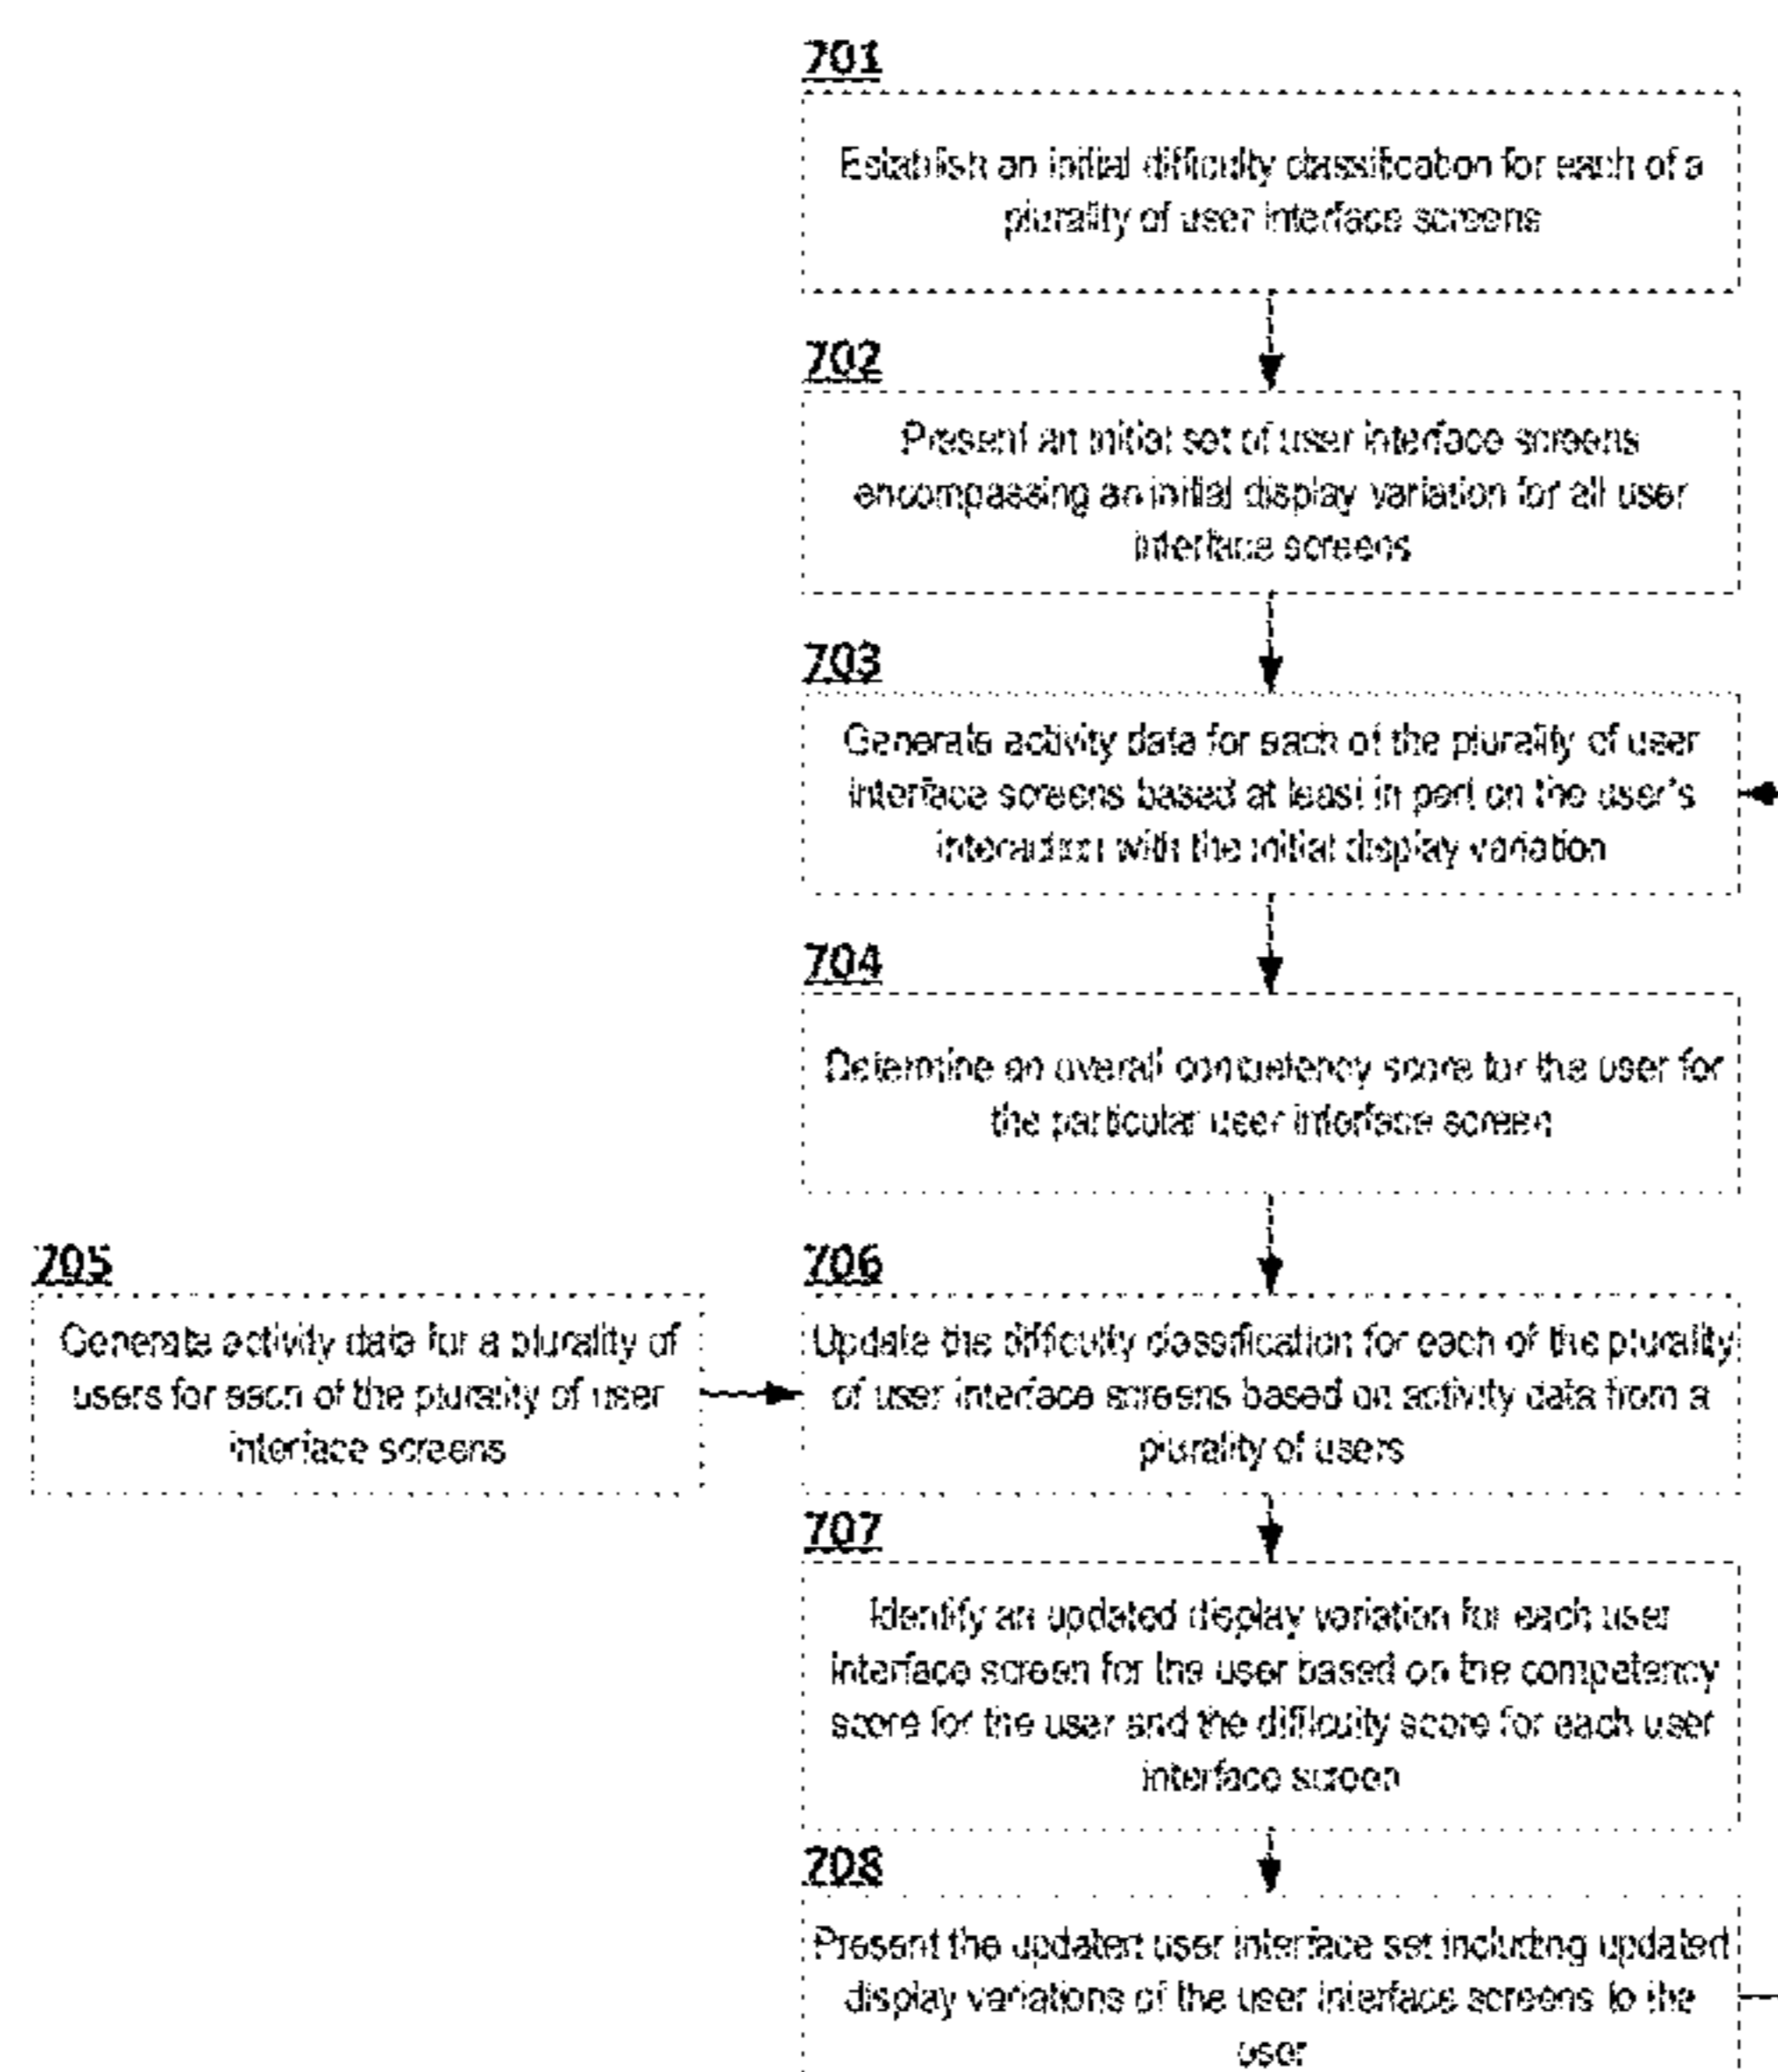 701
Establish an initial difficulty classification for each of a
plurality of user interface screens
702
Present an initial set of user interface screens
encompassing an initial display variation for all user
interface screens
703
Generate activity data for each of the plurality of user
interface screens based at least in part on the user's
interaction with the initial display variation
704
Determine an overall competency score for the user for
the particular user interface screen
705
Generate activity data for a plurality of
users for each of the plurality of user
interface screens
706
Update the difficulty classification for each of the plurality
of user interface screens based on activity data from a
plurality of users
707
Identify an updated display variation for each user
interface screen for the user based on the competency
score for the user and the difficulty score for each user
interface screen
708
Present the updated user interface set including updated
display variations of the user interface screens to the
user